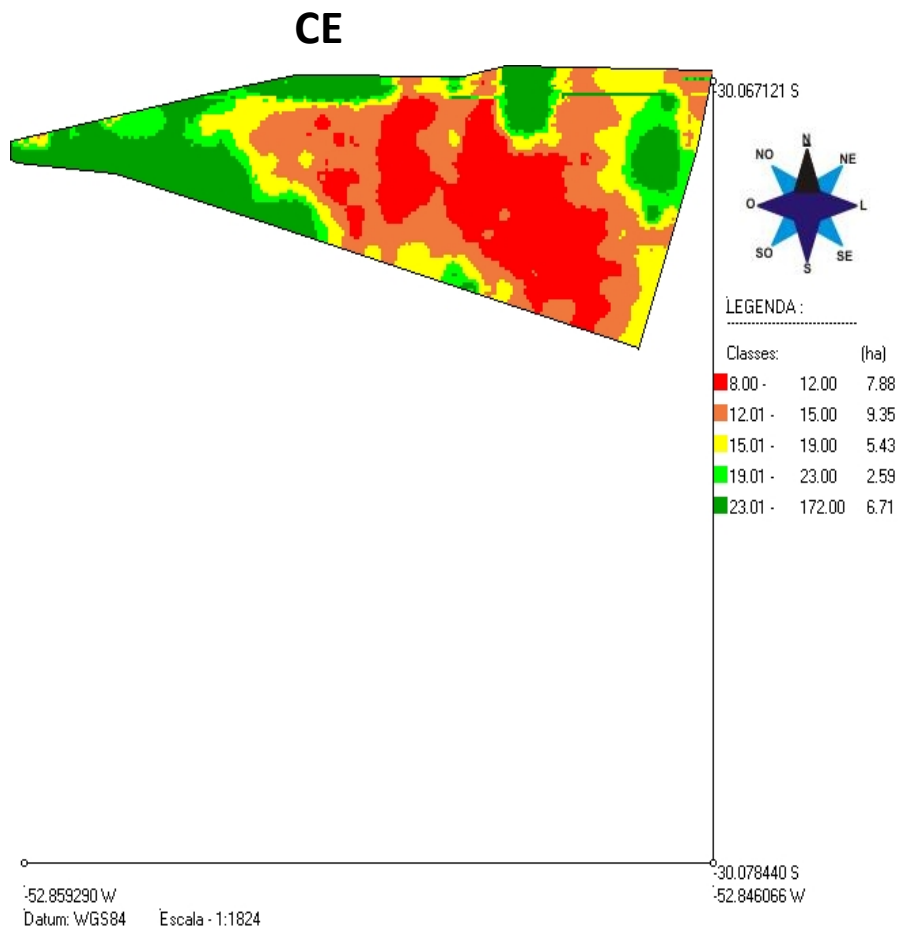 CE
-30.067121 S
N
NO NE
O L
SO SE
S
LEGENDA :
Classes: (ha)
8.00 - 12.00 7.88
12.01 - 15.00 9.35
15.01 - 19.00 5.43
19.01 - 23.00 2.59
23.01 - 172.00 6.71
-30.078440 S
-52.859290 W -52.846066 W
Datum: WGS84 Escala - 1:1824